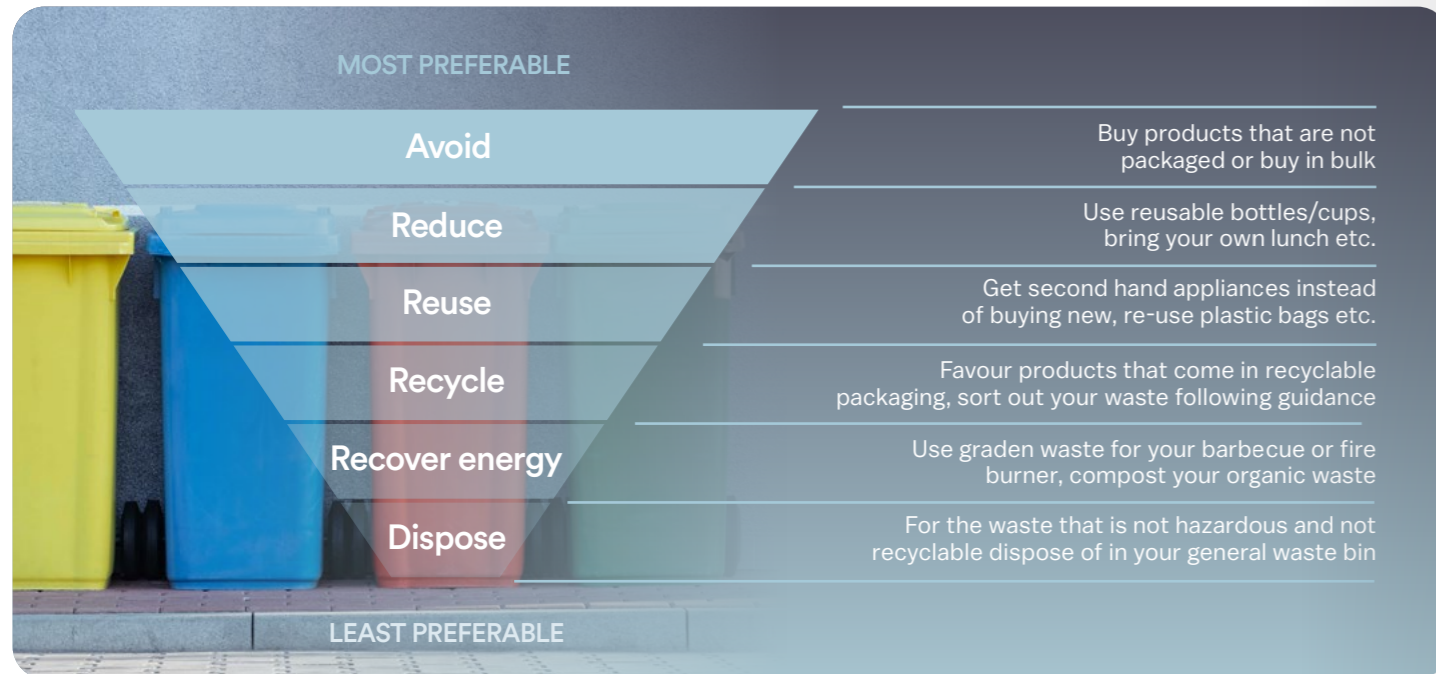 MOST PREFERABLE
Avoid
Buy products that are not
packaged or buy in bulk
Reduce
Use reusable bottles/cups,
bring your own lunch etc.
Reuse
Get second hand appliances instead
of buying new, re-use plastic bags etc.
Recycle
Favour products that come in recyclable
packaging, sort out your waste following guidance
Recover energy
Use graden waste for your barbecue or fire
burner, compost your organic waste
Dispose
For the waste that is not hazardous and not
recyclable dispose of in your general waste bin
LEAST PREFERABLE